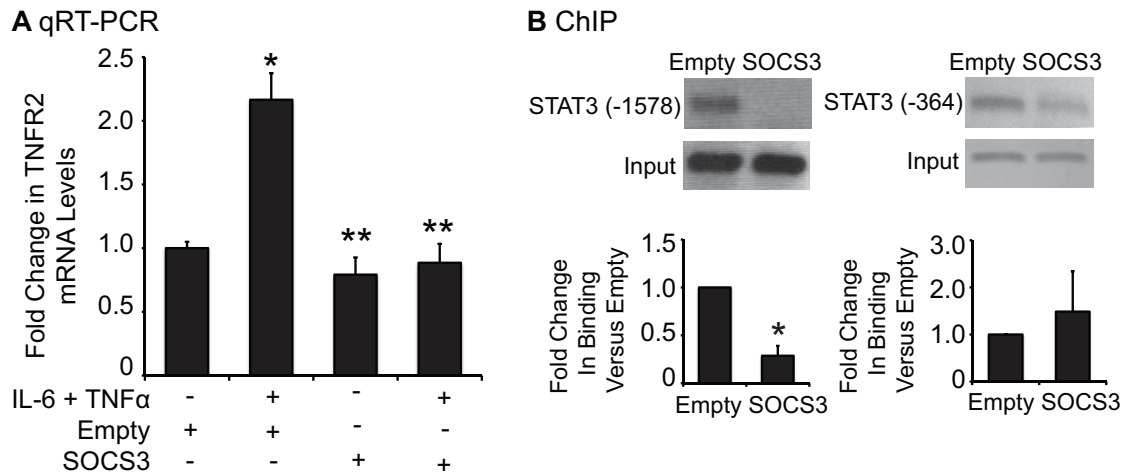 A qRT-PCR
Fold Change in TNFR2
mRNA Levels
2.5
2.0
1.5
1.0
0.5
0
*
**
**
IL-6 + TNFα - + - +
Empty + + - -
SOCS3 - - + +
B ChIP
Empty SOCS3
STAT3 (-1578)
Input
Fold Change
In Binding
Versus Empty
1.5
1.0
0.5
0
*
Empty SOCS3
Empty SOCS3
STAT3 (-364)
Input
Fold Change
In Binding
Versus Empty
3.0
2.0
1.0
0
Empty SOCS3